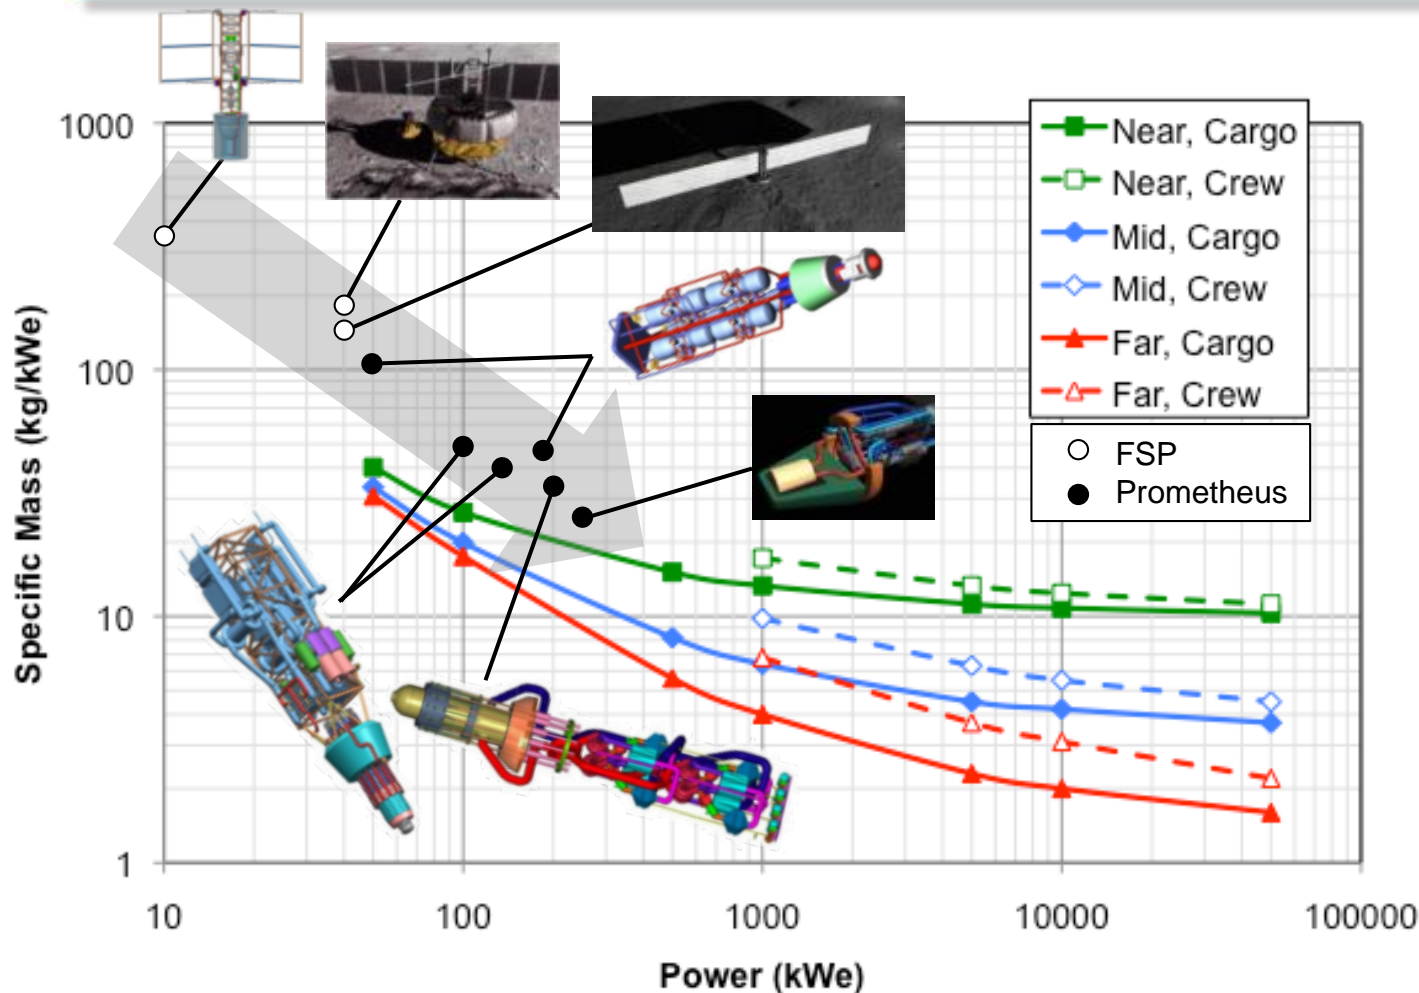 1000
100
10
1
Specific Mass (kg/kWe)
10
100
1000
10000
100000
Power (kWe)
Near, Cargo
Near, Crew
Mid, Cargo
Mid, Crew
Far, Cargo
Far, Crew
FSP
Prometheus